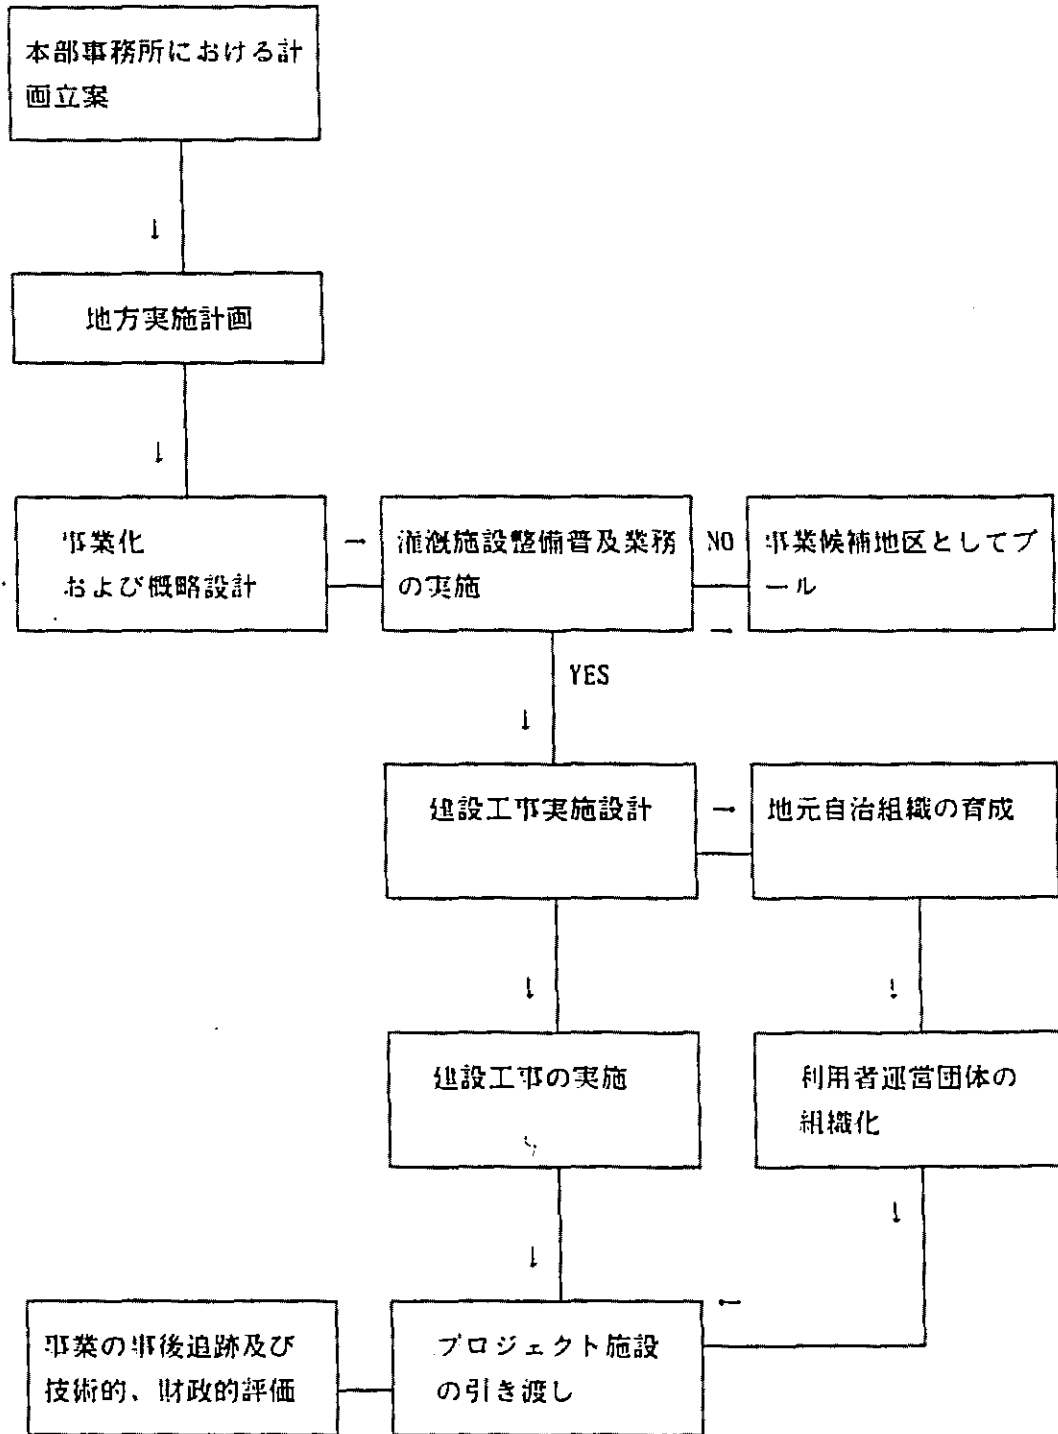 本部事務所における計
画立案
↓
地方実施計画
↓
事業化
および概略設計
→
灌漑施設整備普及業務
の実施
NO
→
事業候補地区としてプ
ール
YES
↓
建設工事実施設計
→
地元自治組織の育成
↓
↓
建設工事の実施
利用者運営団体の
組織化
↓
↓
←
事業の事後追跡及び
技術的、財政的評価
プロジェクト施設
の引き渡し